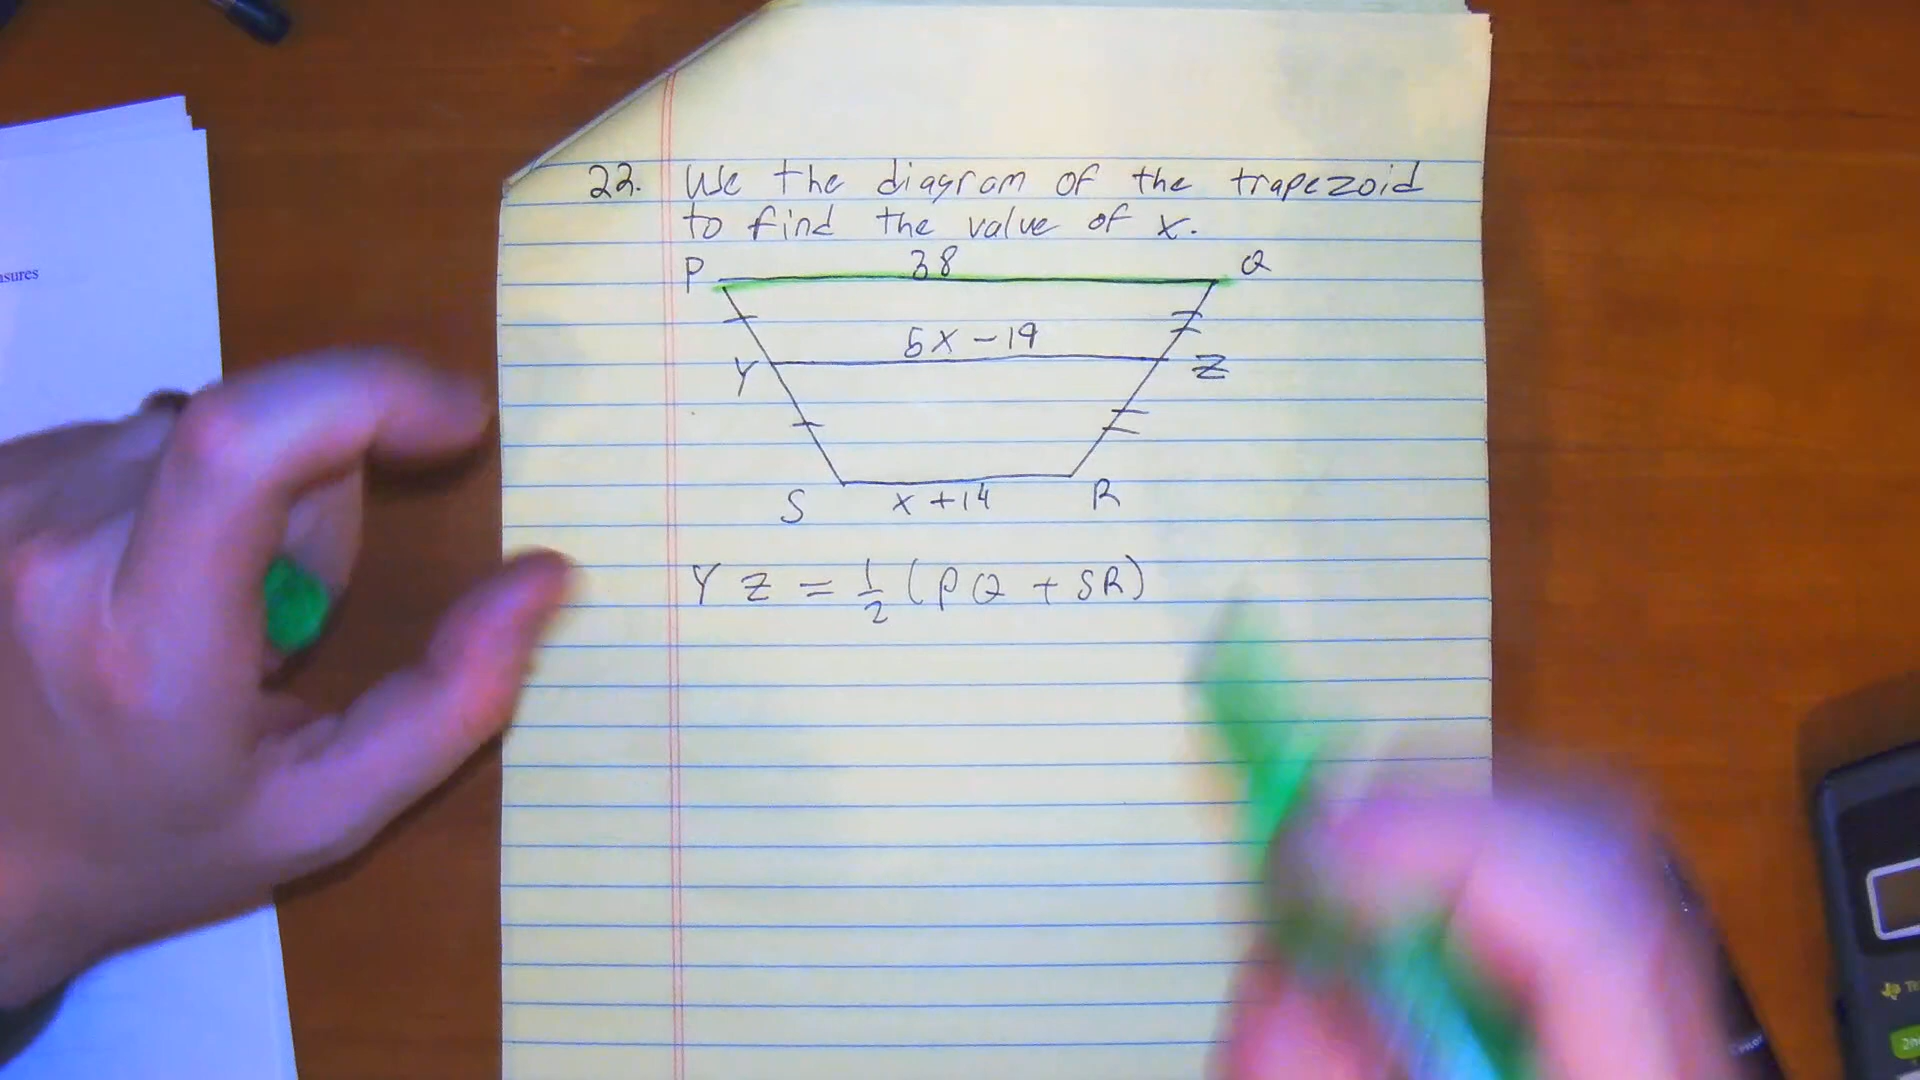 22. Use the diagram of the trapezoid
to find the value of x.
P 38 Q
5x - 19
Y Z
S x + 14 R
YZ = 1/2 (PQ + SR)